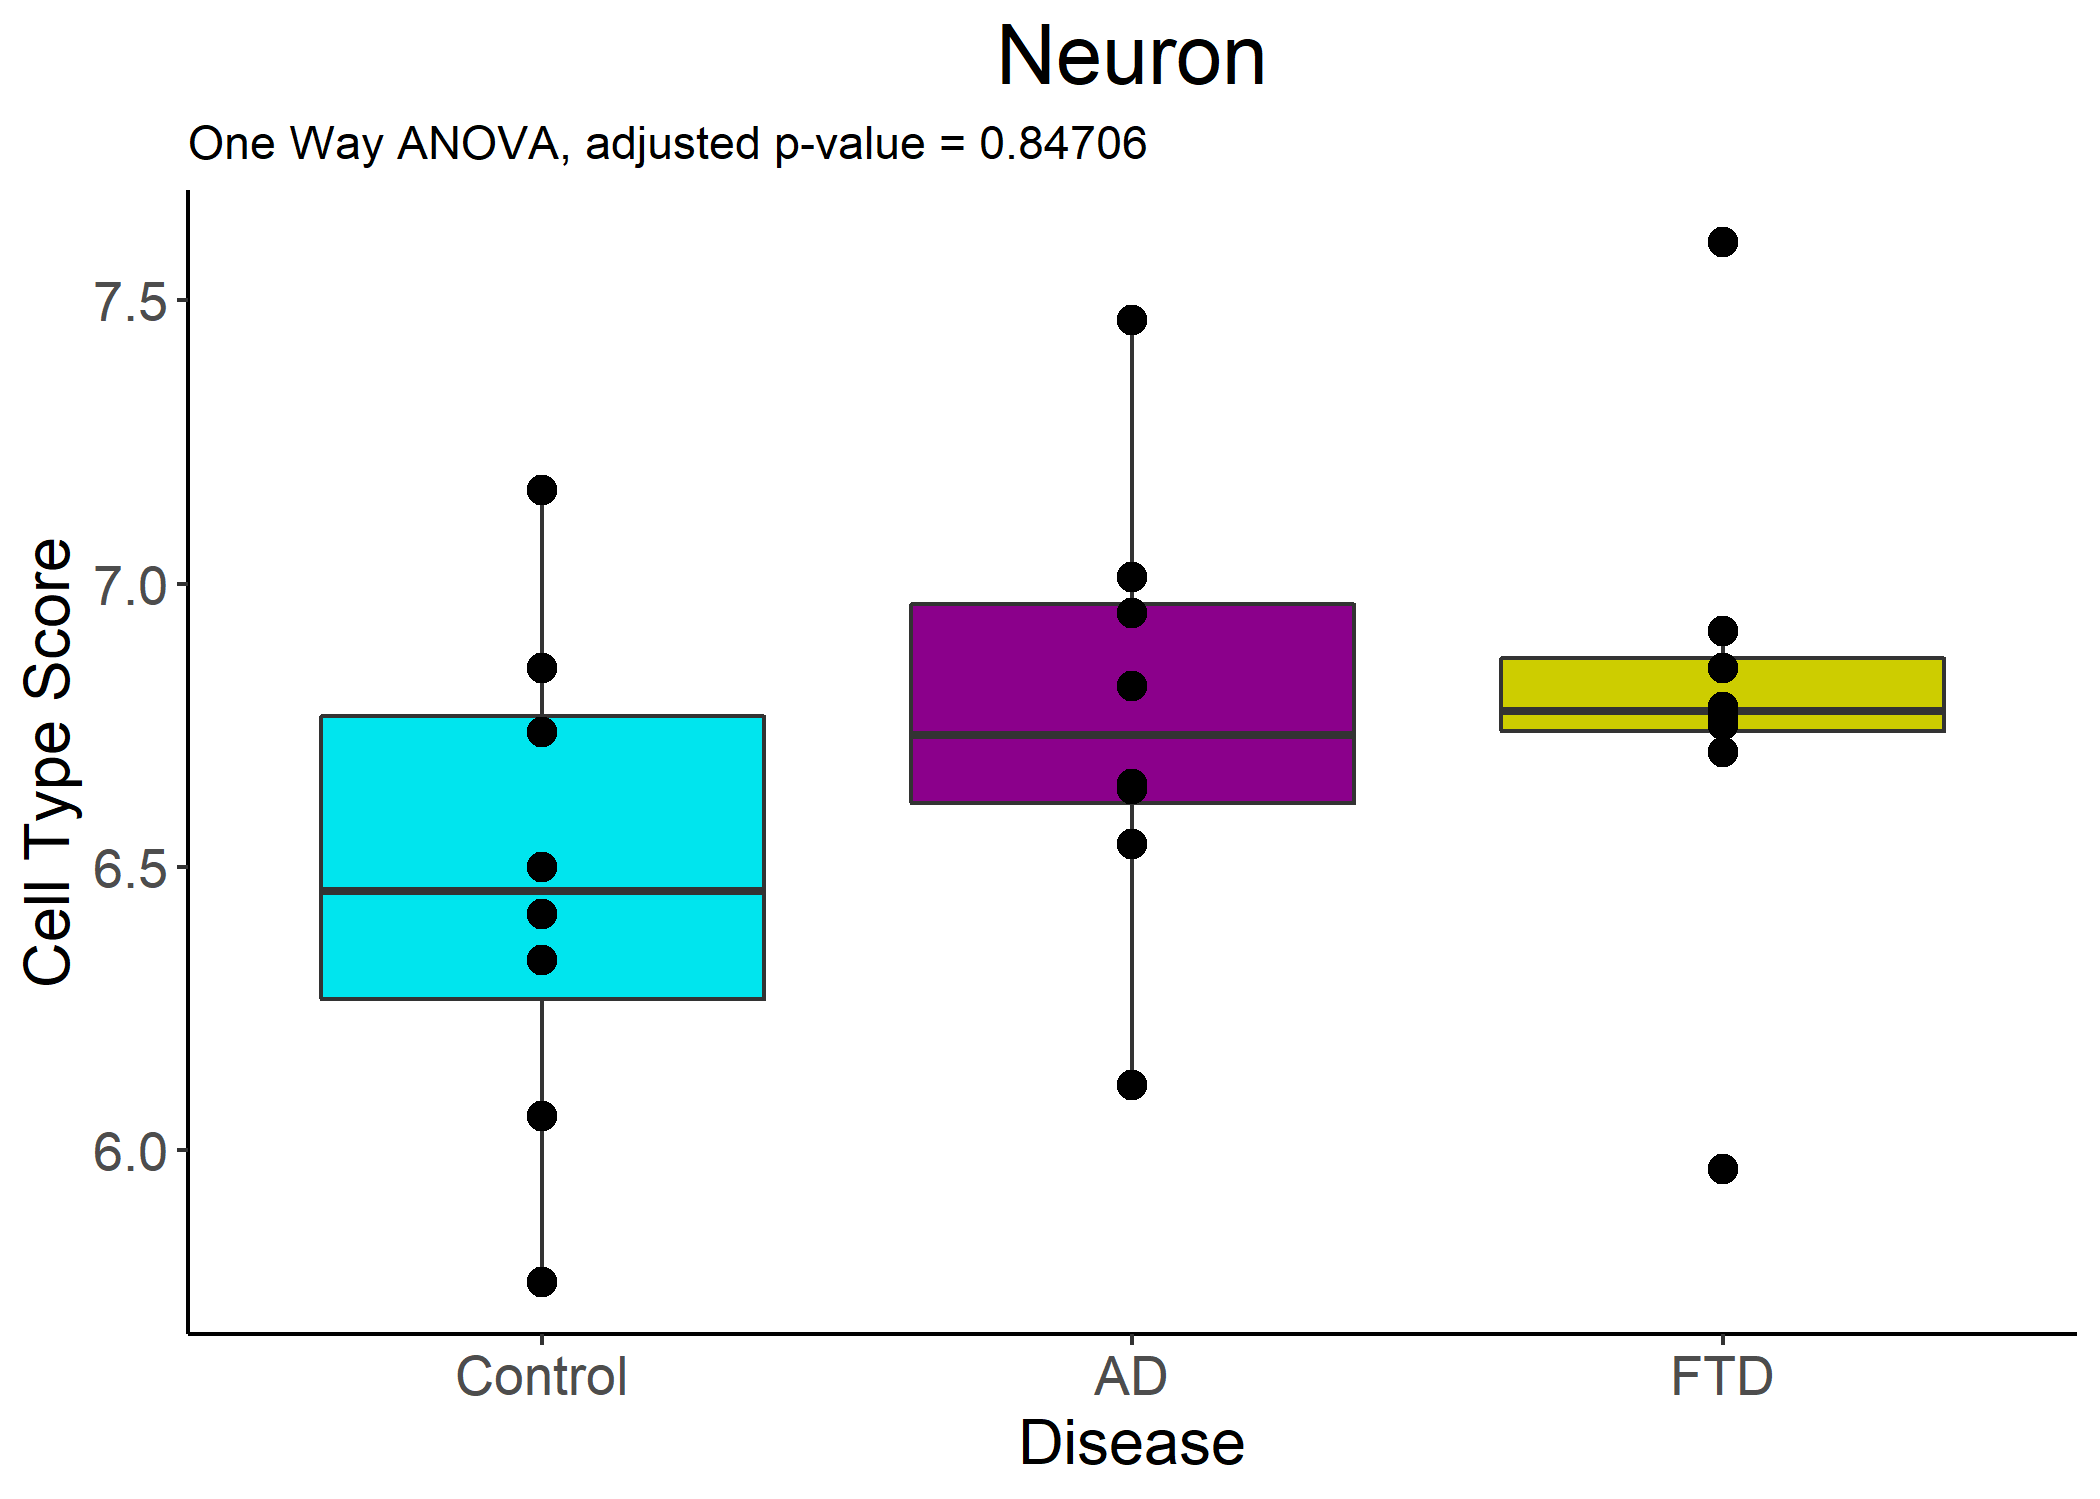 Neuron
One Way ANOVA, adjusted p-value = 0.84706
Cell Type Score
7.5
7.0
6.5
6.0
Control AD FTD
Disease